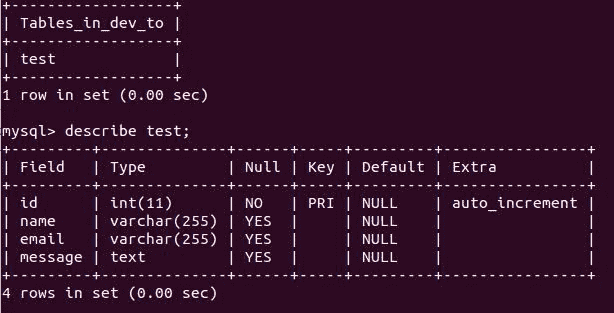 +------------------+
| Tables_in_dev_to |
+------------------+
| test             |
+------------------+
1 row in set (0.00 sec)

mysql> describe test;
+---------+--------------+------+-----+---------+----------------+
| Field   | Type         | Null | Key | Default | Extra          |
+---------+--------------+------+-----+---------+----------------+
| id      | int(11)      | NO   | PRI | NULL    | auto_increment |
| name    | varchar(255) | YES  |     | NULL    |                |
| email   | varchar(255) | YES  |     | NULL    |                |
| message | text         | YES  |     | NULL    |                |
+---------+--------------+------+-----+---------+----------------+
4 rows in set (0.00 sec)